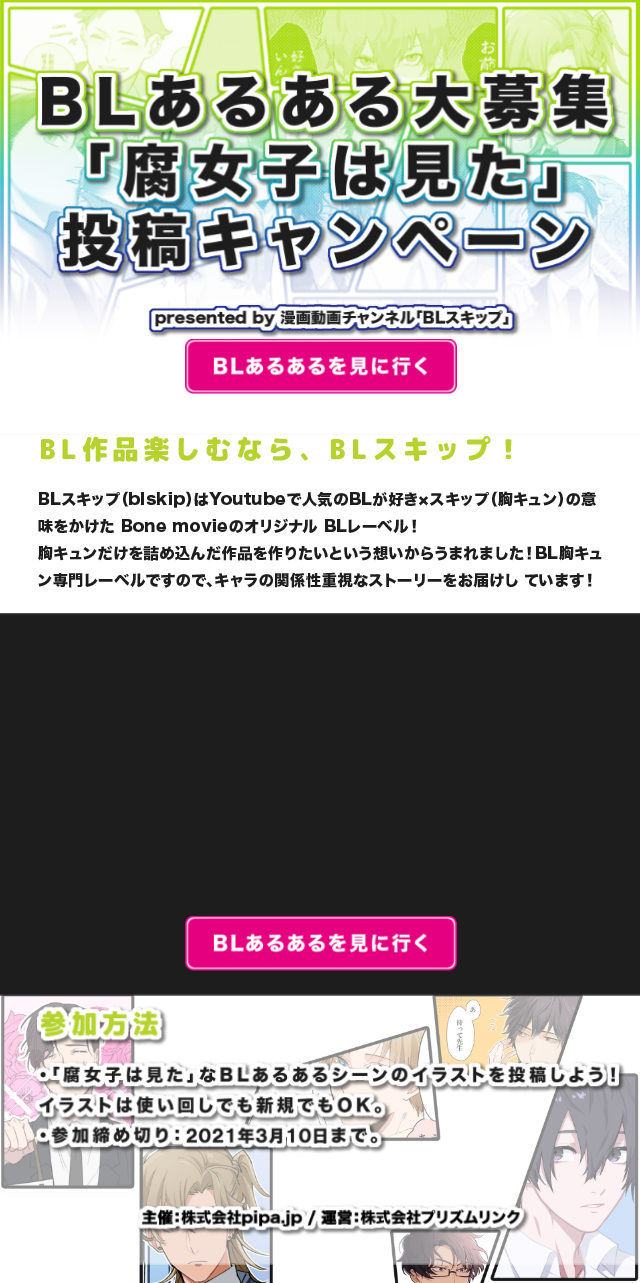 BLあるある大募集
「腐女子は見た」
投稿キャンペーン
presented by 漫画動画チャンネル「BLスキップ」
BLあるあるを見に行く
BL作品楽しむなら、BLスキップ！
BLスキップ（blskip）はYoutubeで人気のBLが好き×スキップ（胸キュン）の意
味をかけた Bone movieのオリジナル BLレーベル！
胸キュンだけを詰め込んだ作品を作りたいという想いからうまれました！BL胸キュ
ン専門レーベルですので、キャラの関係性重視なストーリーをお届けし ています！
BLあるあるを見に行く
参加方法
あ
待って先生
・「腐女子は見た」なBLあるあるシーンのイラストを投稿しよう！
イラストは使い回しでも新規でもOK。
・参加締め切り：2021年3月10日まで。
主催：株式会社pipa.jp / 運営：株式会社プリズムリンク